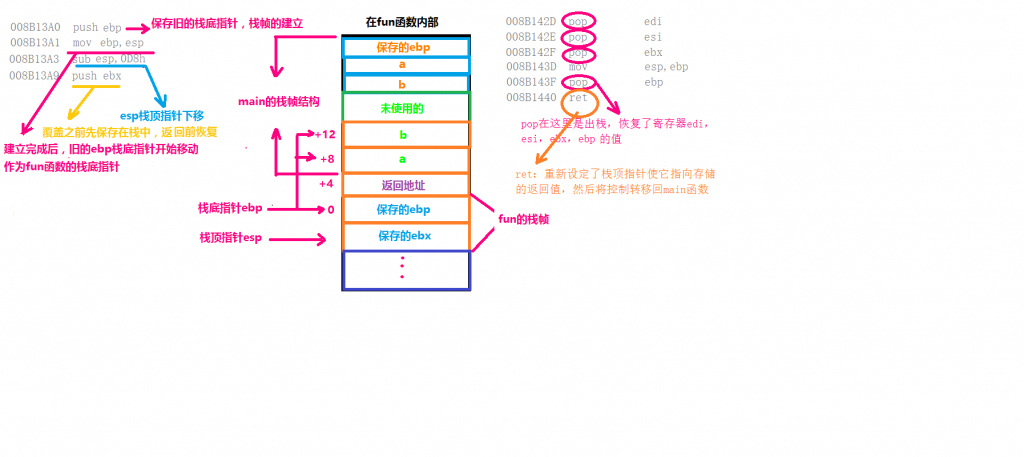 008B13A0 push ebp
保存旧的栈底指针，栈帧的建立
008B13A1 mov ebp,esp
008B13A3 sub esp,0D8h
008B13A9 push ebx
esp栈顶指针下移
覆盖之前先保存在栈中，返回前恢复
建立完成后，旧的ebp栈底指针开始移动
作为fun函数的栈底指针
在fun函数内部
保存的ebp
a
b
未使用的
b
a
返回地址
保存的ebp
保存的ebx
main的栈帧结构
+12
+8
+4
栈底指针ebp
0
栈顶指针esp
fun的栈帧
008B142D pop edi
008B142E pop esi
008B142F pop ebx
008B143D mov esp,ebp
008B143F pop ebp
008B1440 ret
pop在这里是出栈，恢复了寄存器edi，
esi，ebx，ebp 的值
ret：重新设定了栈顶指针使它指向存储
的返回值，然后将控制转移回main函数